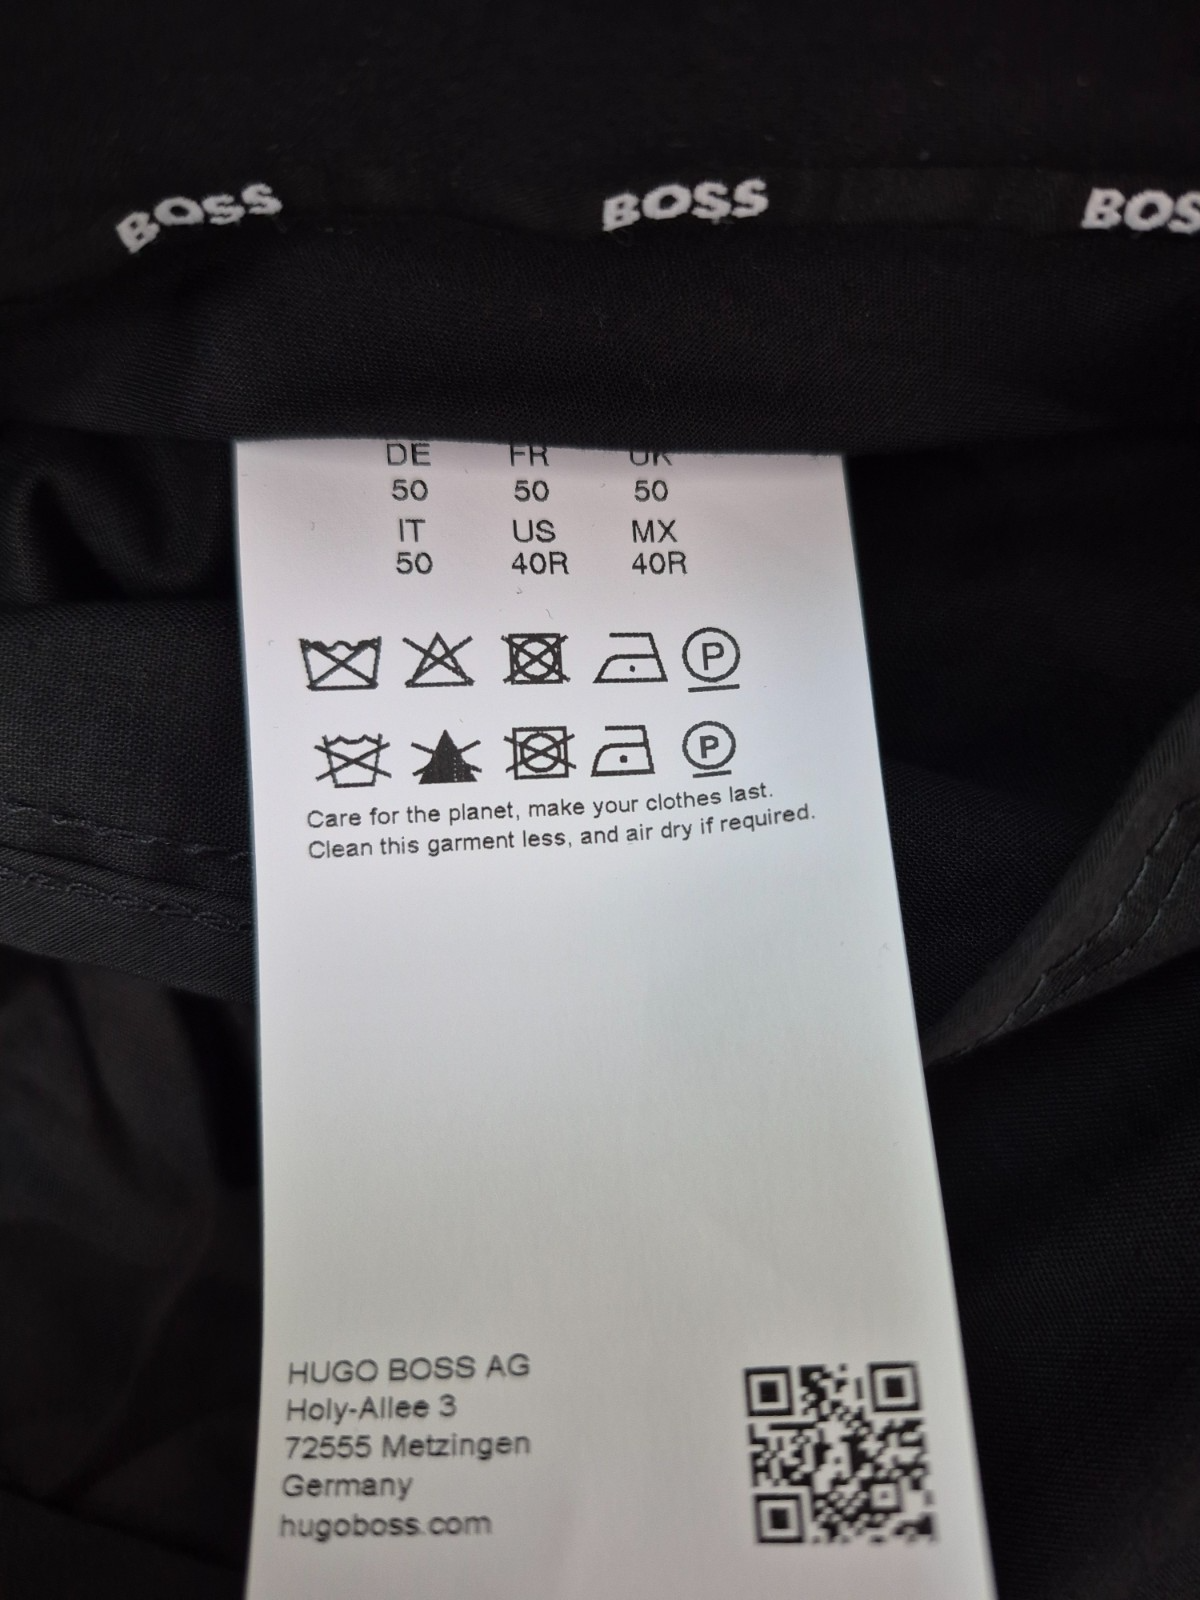 BOSS BOSS BOS
DE FR UK
50 50 50
IT US MX
50 40R 40R
P
P
Care for the planet, make your clothes last.
Clean this garment less, and air dry if required.
HUGO BOSS AG
Holy-Allee 3
72555 Metzingen
Germany
hugoboss.com